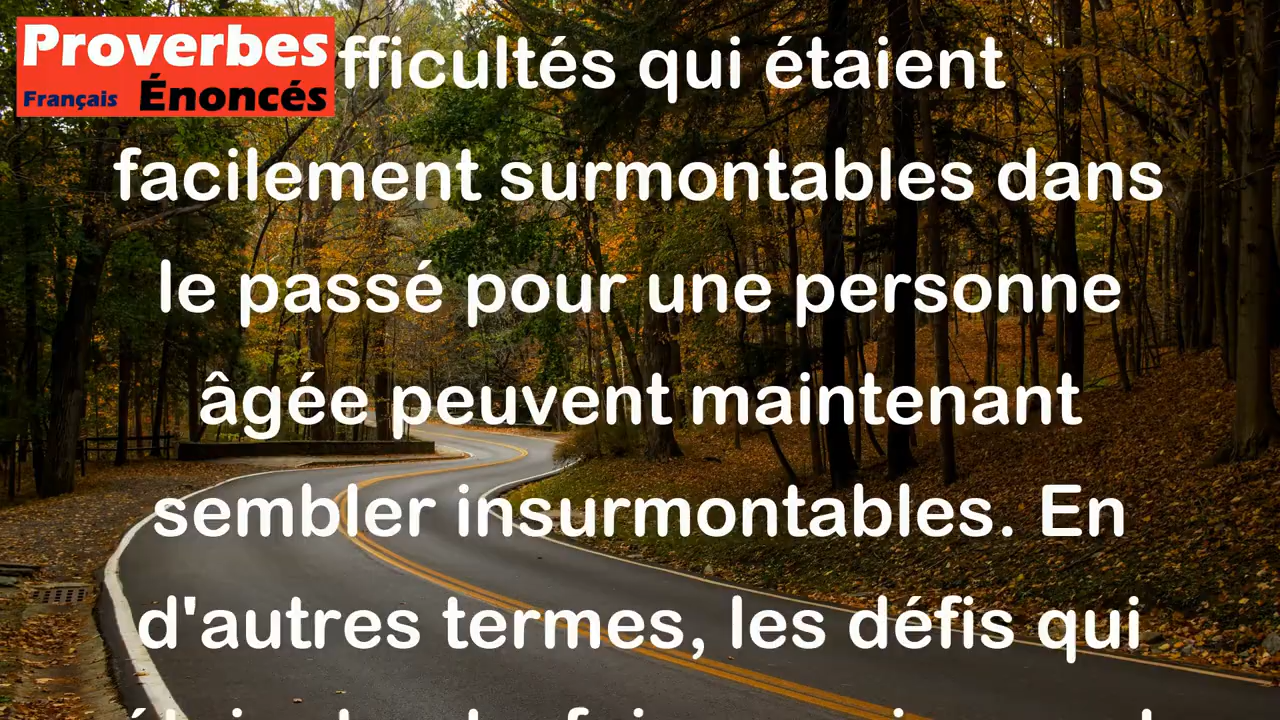 Proverbes
Français Énoncés
fficultés qui étaient
facilement surmontables dans
le passé pour une personne
âgée peuvent maintenant
sembler insurmontables. En
d'autres termes, les défis qui